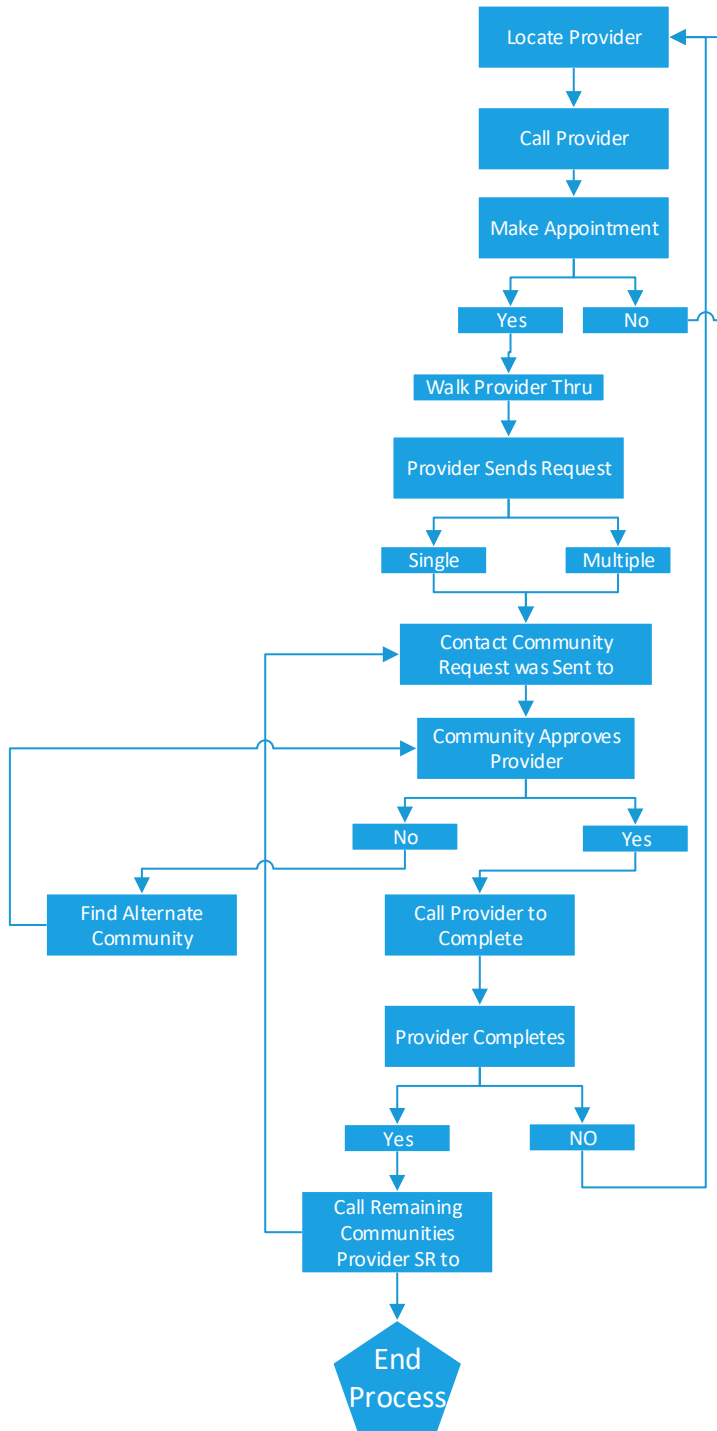 Locate Provider
Call Provider
Make Appointment
Yes
No
Walk Provider Thru
Provider Sends Request
Single
Multiple
Contact Community
Request was Sent to
Community Approves
Provider
No
Yes
Find Alternate
Community
Call Provider to
Complete
Provider Completes
Yes
NO
Call Remaining
Communities
Provider SR to
End
Process